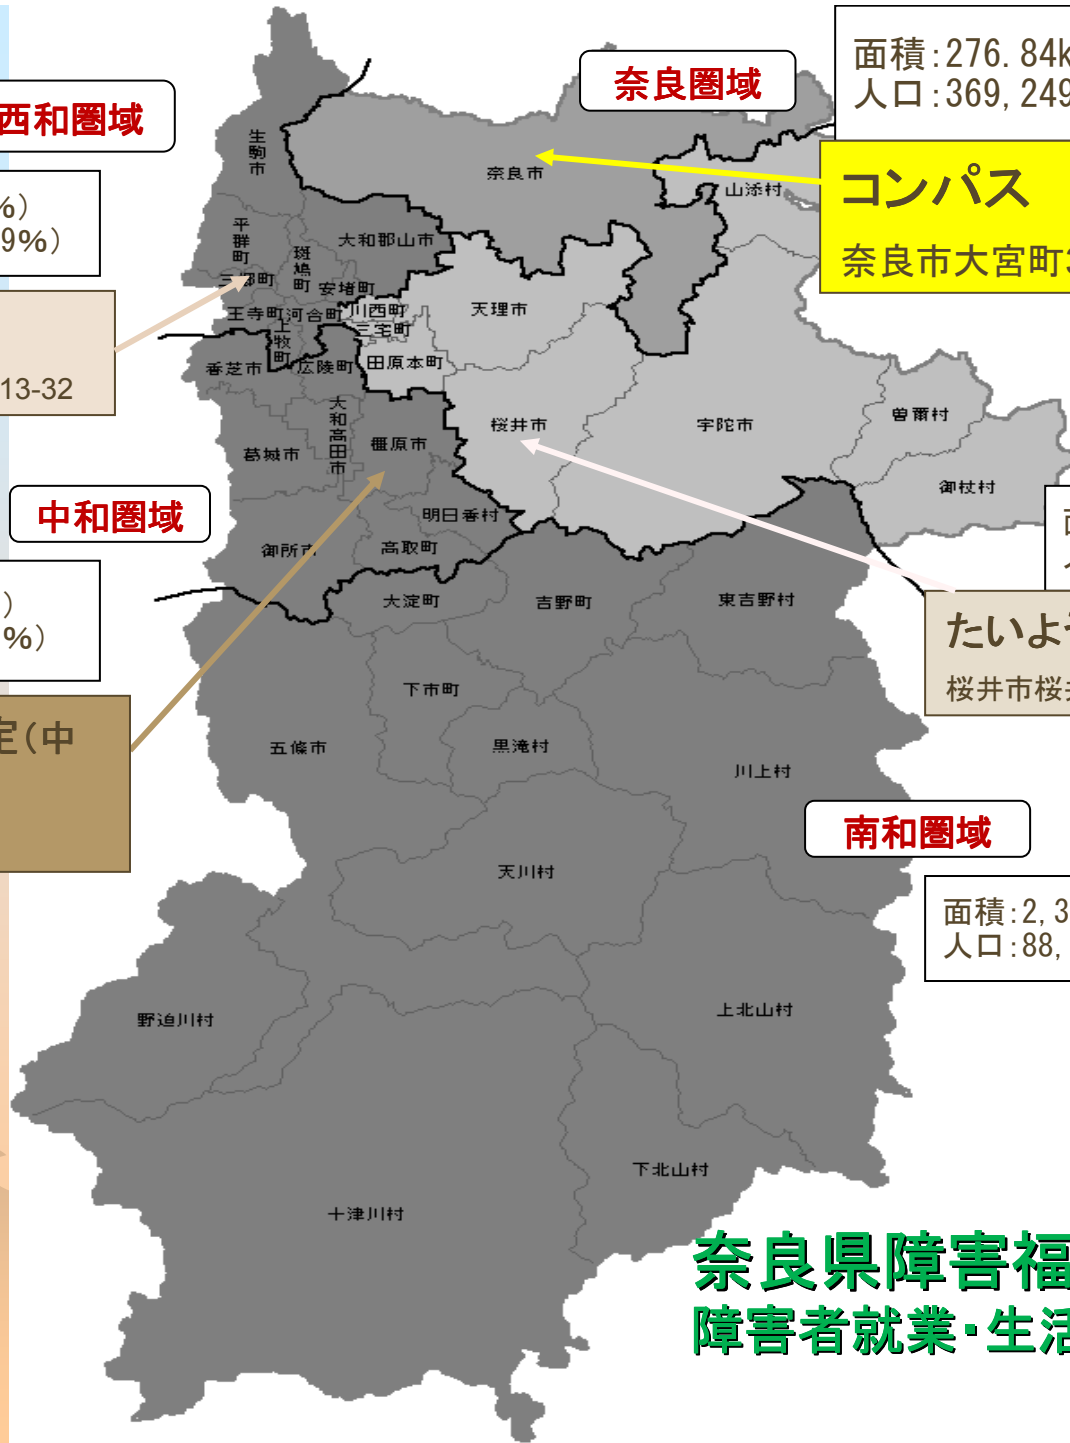 面積：276.84k
人口：369,249
奈良圏域
西和圏域
コンパス
奈良市大宮町3
%）
9%）
13-32
生駒市
奈良市
山添村
平群町
斑鳩町
大和郡山市
三郷町
安堵町
王寺町
河合町
上牧町
川西町
三宅町
天理市
香芝市
広陵町
田原本町
大和高田市
橿原市
桜井市
宇陀市
曽爾村
葛城市
御杖村
中和圏域
明日香村
御所市
高取町
）
%）
大淀町
吉野町
東吉野村
たいよ
桜井市桜
定（中
下市町
五條市
黒滝村
川上村
南和圏域
天川村
面積：2,3
人口：88,
野迫川村
上北山村
下北山村
十津川村
奈良県障害福
障害者就業・生活